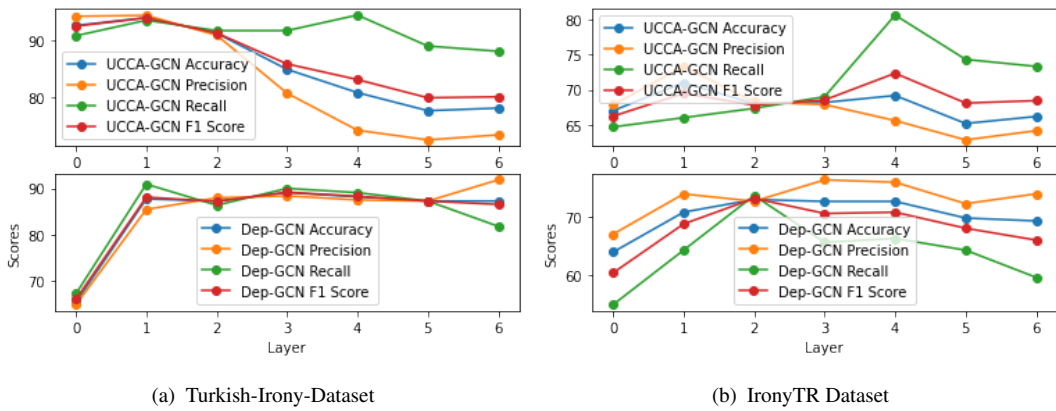 90
80
UCCA-GCN Accuracy
UCCA-GCN Precision
UCCA-GCN Recall
UCCA-GCN F1 Score
0 1 2 3 4 5 6
90
80
70
Scores
Dep-GCN Accuracy
Dep-GCN Precision
Dep-GCN Recall
Dep-GCN F1 Score
0 1 2 3 4 5 6
Layer
(a) Turkish-Irony-Dataset
80
75
70
65
UCCA-GCN Accuracy
UCCA-GCN Precision
UCCA-GCN Recall
UCCA-GCN F1 Score
0 1 2 3 4 5 6
70
60
Scores
Dep-GCN Accuracy
Dep-GCN Precision
Dep-GCN Recall
Dep-GCN F1 Score
0 1 2 3 4 5 6
Layer
(b) IronyTR Dataset